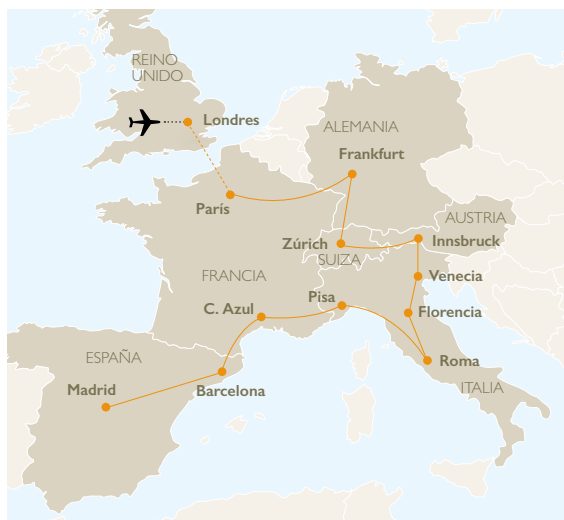 REINO
UNIDO
Londres
ALEMANIA
Frankfurt
París
AUSTRIA
Zúrich
Innsbruck
SUIZA
FRANCIA
Venecia
Pisa
C. Azul
Florencia
ESPAÑA
Roma
Madrid
Barcelona
ITALIA